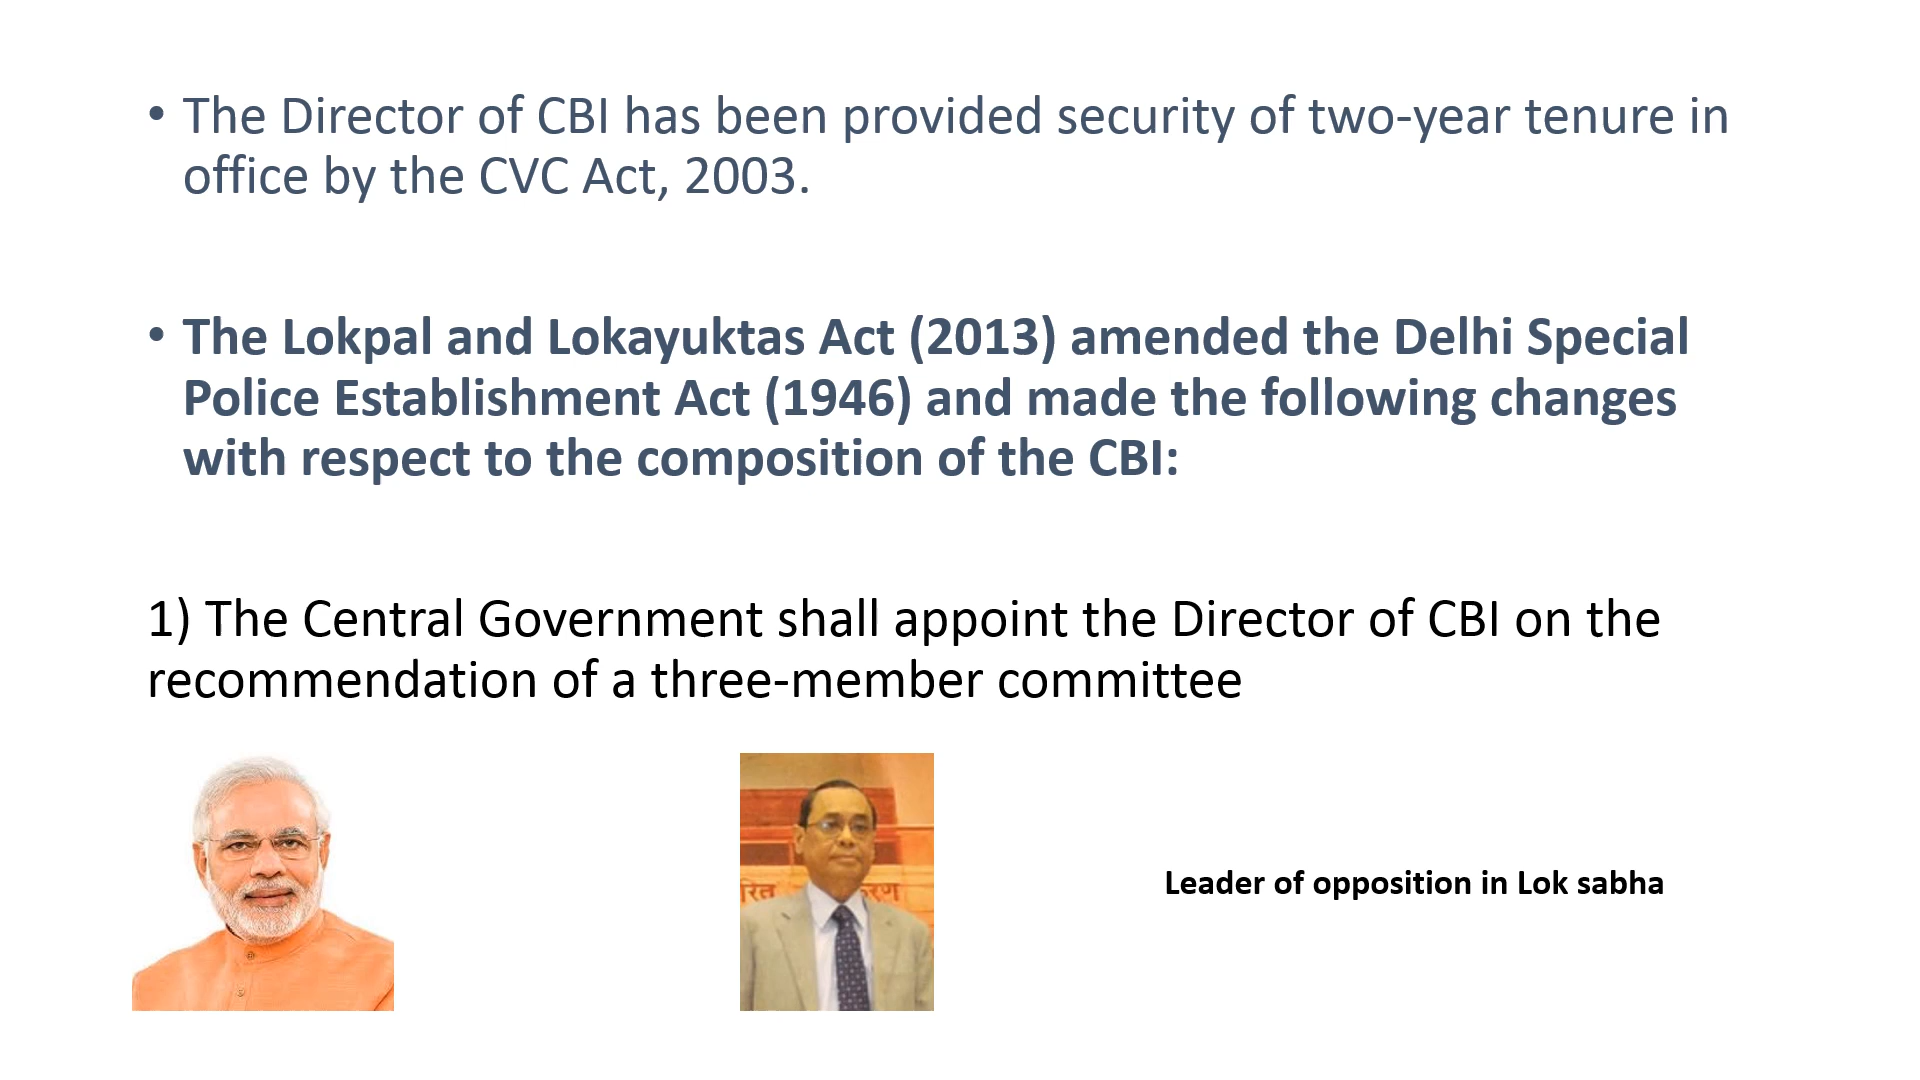 • The Director of CBI has been provided security of two-year tenure in
office by the CVC Act, 2003.
• The Lokpal and Lokayuktas Act (2013) amended the Delhi Special
Police Establishment Act (1946) and made the following changes
with respect to the composition of the CBI:
1) The Central Government shall appoint the Director of CBI on the
recommendation of a three-member committee
Leader of opposition in Lok sabha